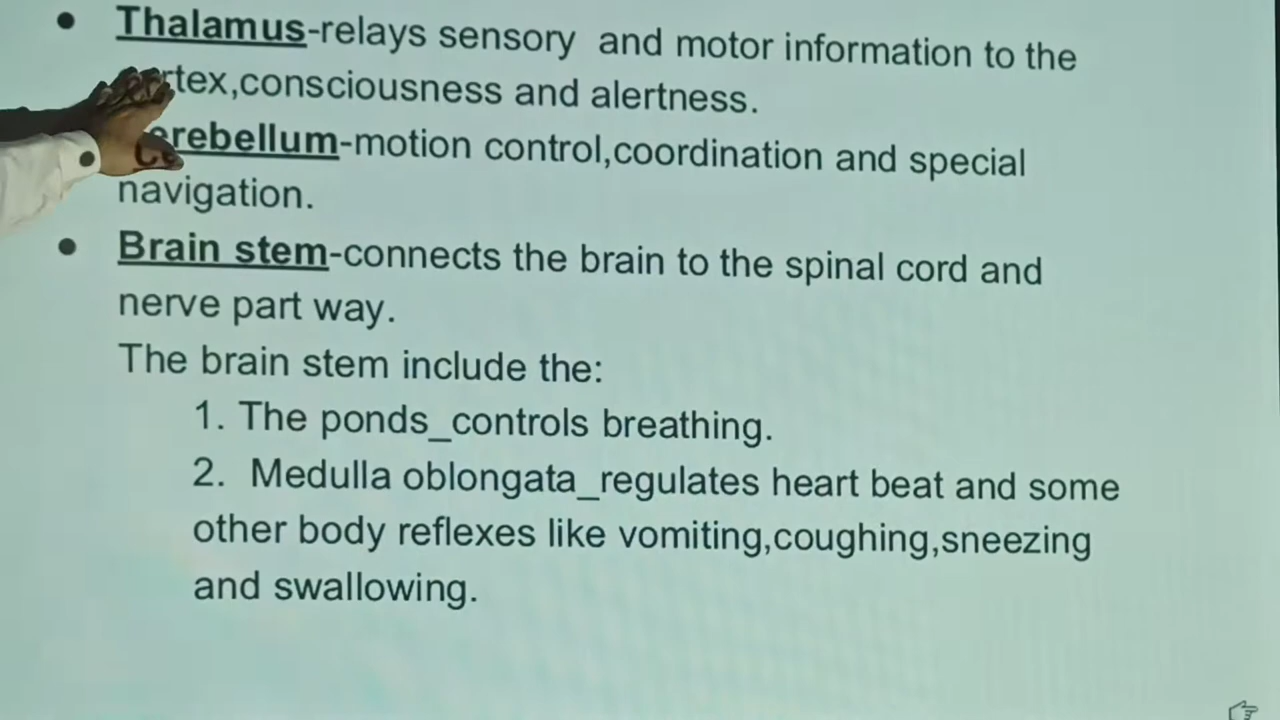 • Thalamus-relays sensory and motor information to the
cortex,consciousness and alertness.
Cerebellum-motion control,coordination and special
navigation.
• Brain stem-connects the brain to the spinal cord and
nerve part way.
The brain stem include the:
1. The ponds_controls breathing.
2. Medulla oblongata_regulates heart beat and some
other body reflexes like vomiting,coughing,sneezing
and swallowing.